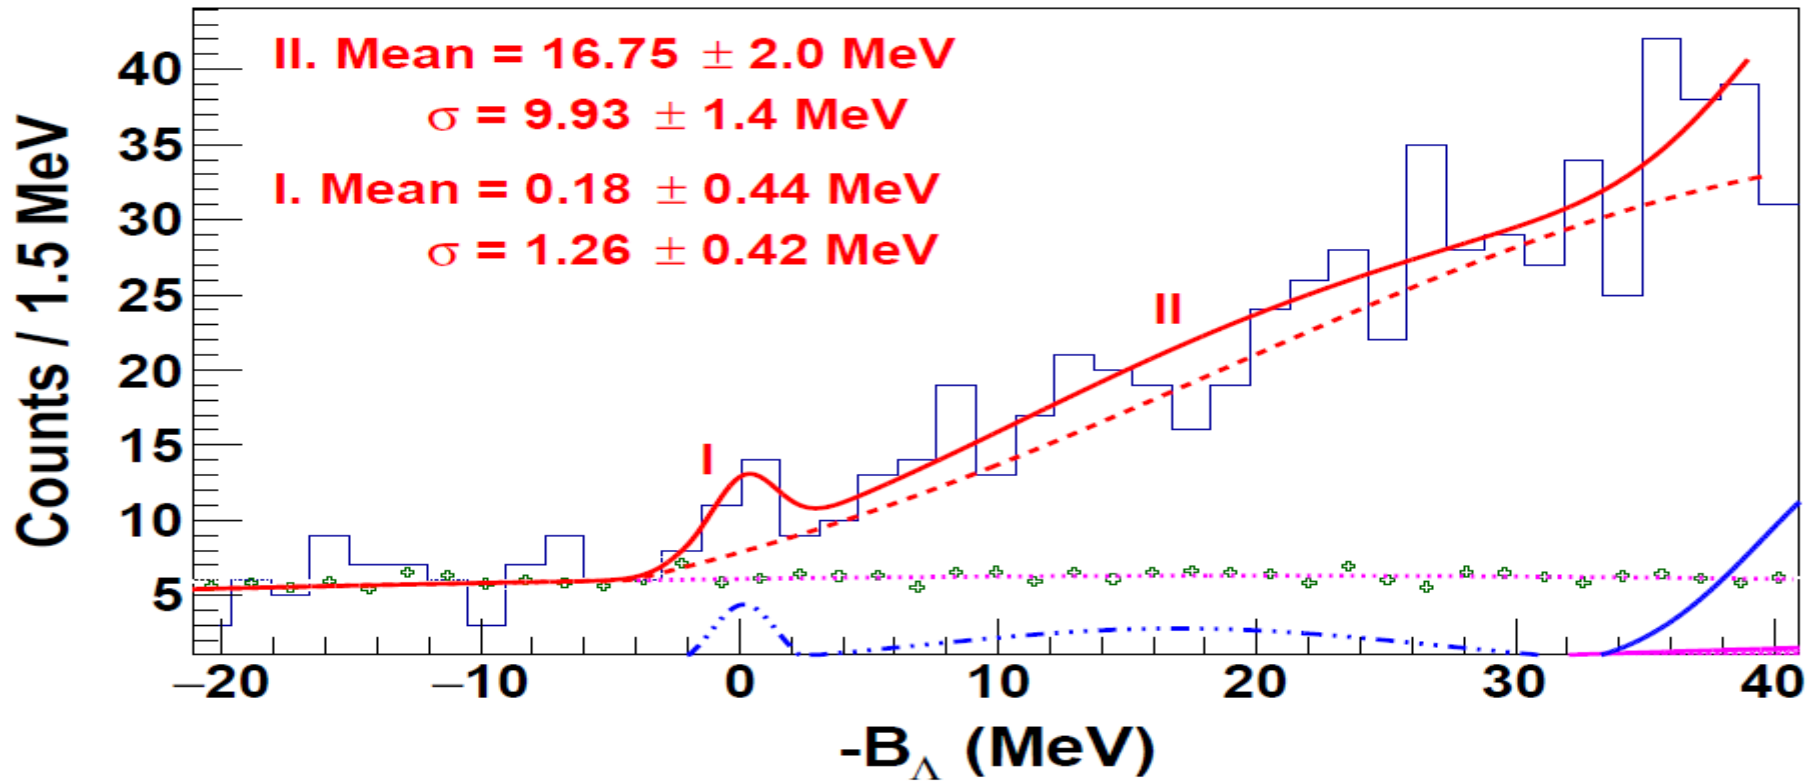 II. Mean = 16.75 ± 2.0 MeV
σ = 9.93 ± 1.4 MeV
I. Mean = 0.18 ± 0.44 MeV
σ = 1.26 ± 0.42 MeV
II
I
Counts / 1.5 MeV
40
35
30
25
20
15
10
5
−20 −10 0 10 20 30 40
-B_Λ (MeV)